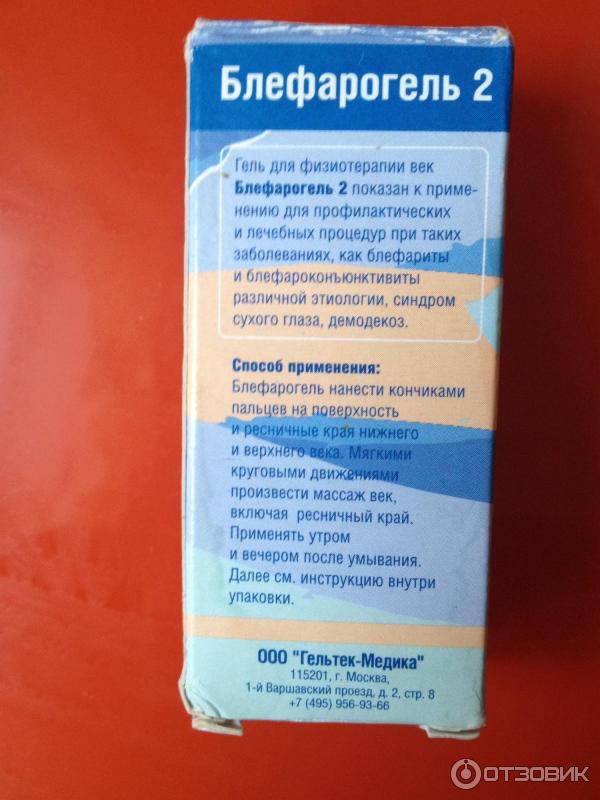 Блефарогель 2
Гель для физиотерапии век
Блефарогель 2 показан к приме-
нению для профилактических
и лечебных процедур при таких
заболеваниях, как блефариты
и блефароконъюнктивиты
различной этиологии, синдром
сухого глаза, демодекоз.
Способ применения:
Блефарогель нанести кончиками
пальцев на поверхность
и ресничные края нижнего
и верхнего века. Мягкими
круговыми движениями
произвести массаж век,
включая ресничный край.
Применять утром
и вечером после умывания.
Далее см. инструкцию внутри
упаковки.
ООО "Гельтек-Медика"
115201, г. Москва,
1-й Варшавский проезд, д. 2, стр. 8
+7 (495) 956-93-66
ОТЗОВИК